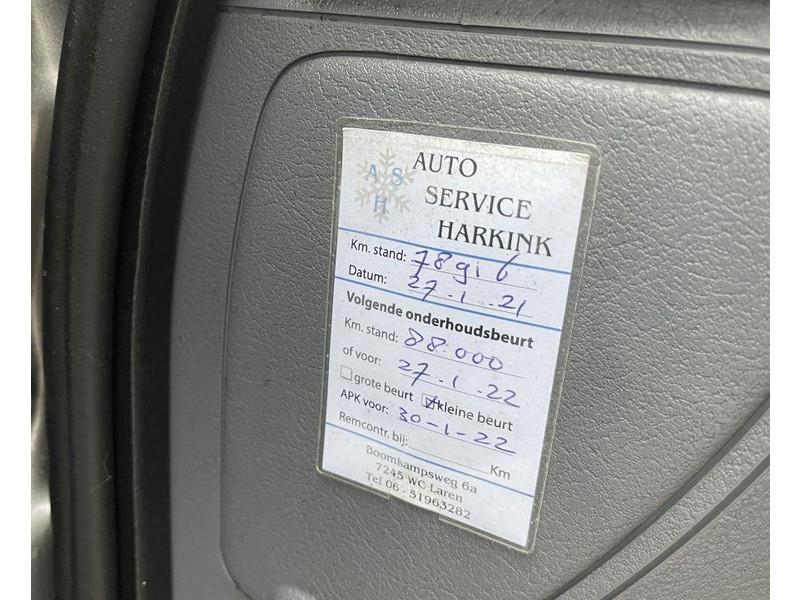 A S
H
AUTO
SERVICE
HARKINK
Km. stand: 78916
Datum: 27-1-21
Volgende onderhoudsbeurt
Km. stand: 88.000
of voor: 27-1-22
grote beurt kleine beurt
APK voor: 30-1-22
Remcontr. bij: Km
Boomkampsweg 6a
7245 WC Laren
Tel 06 - 51963282